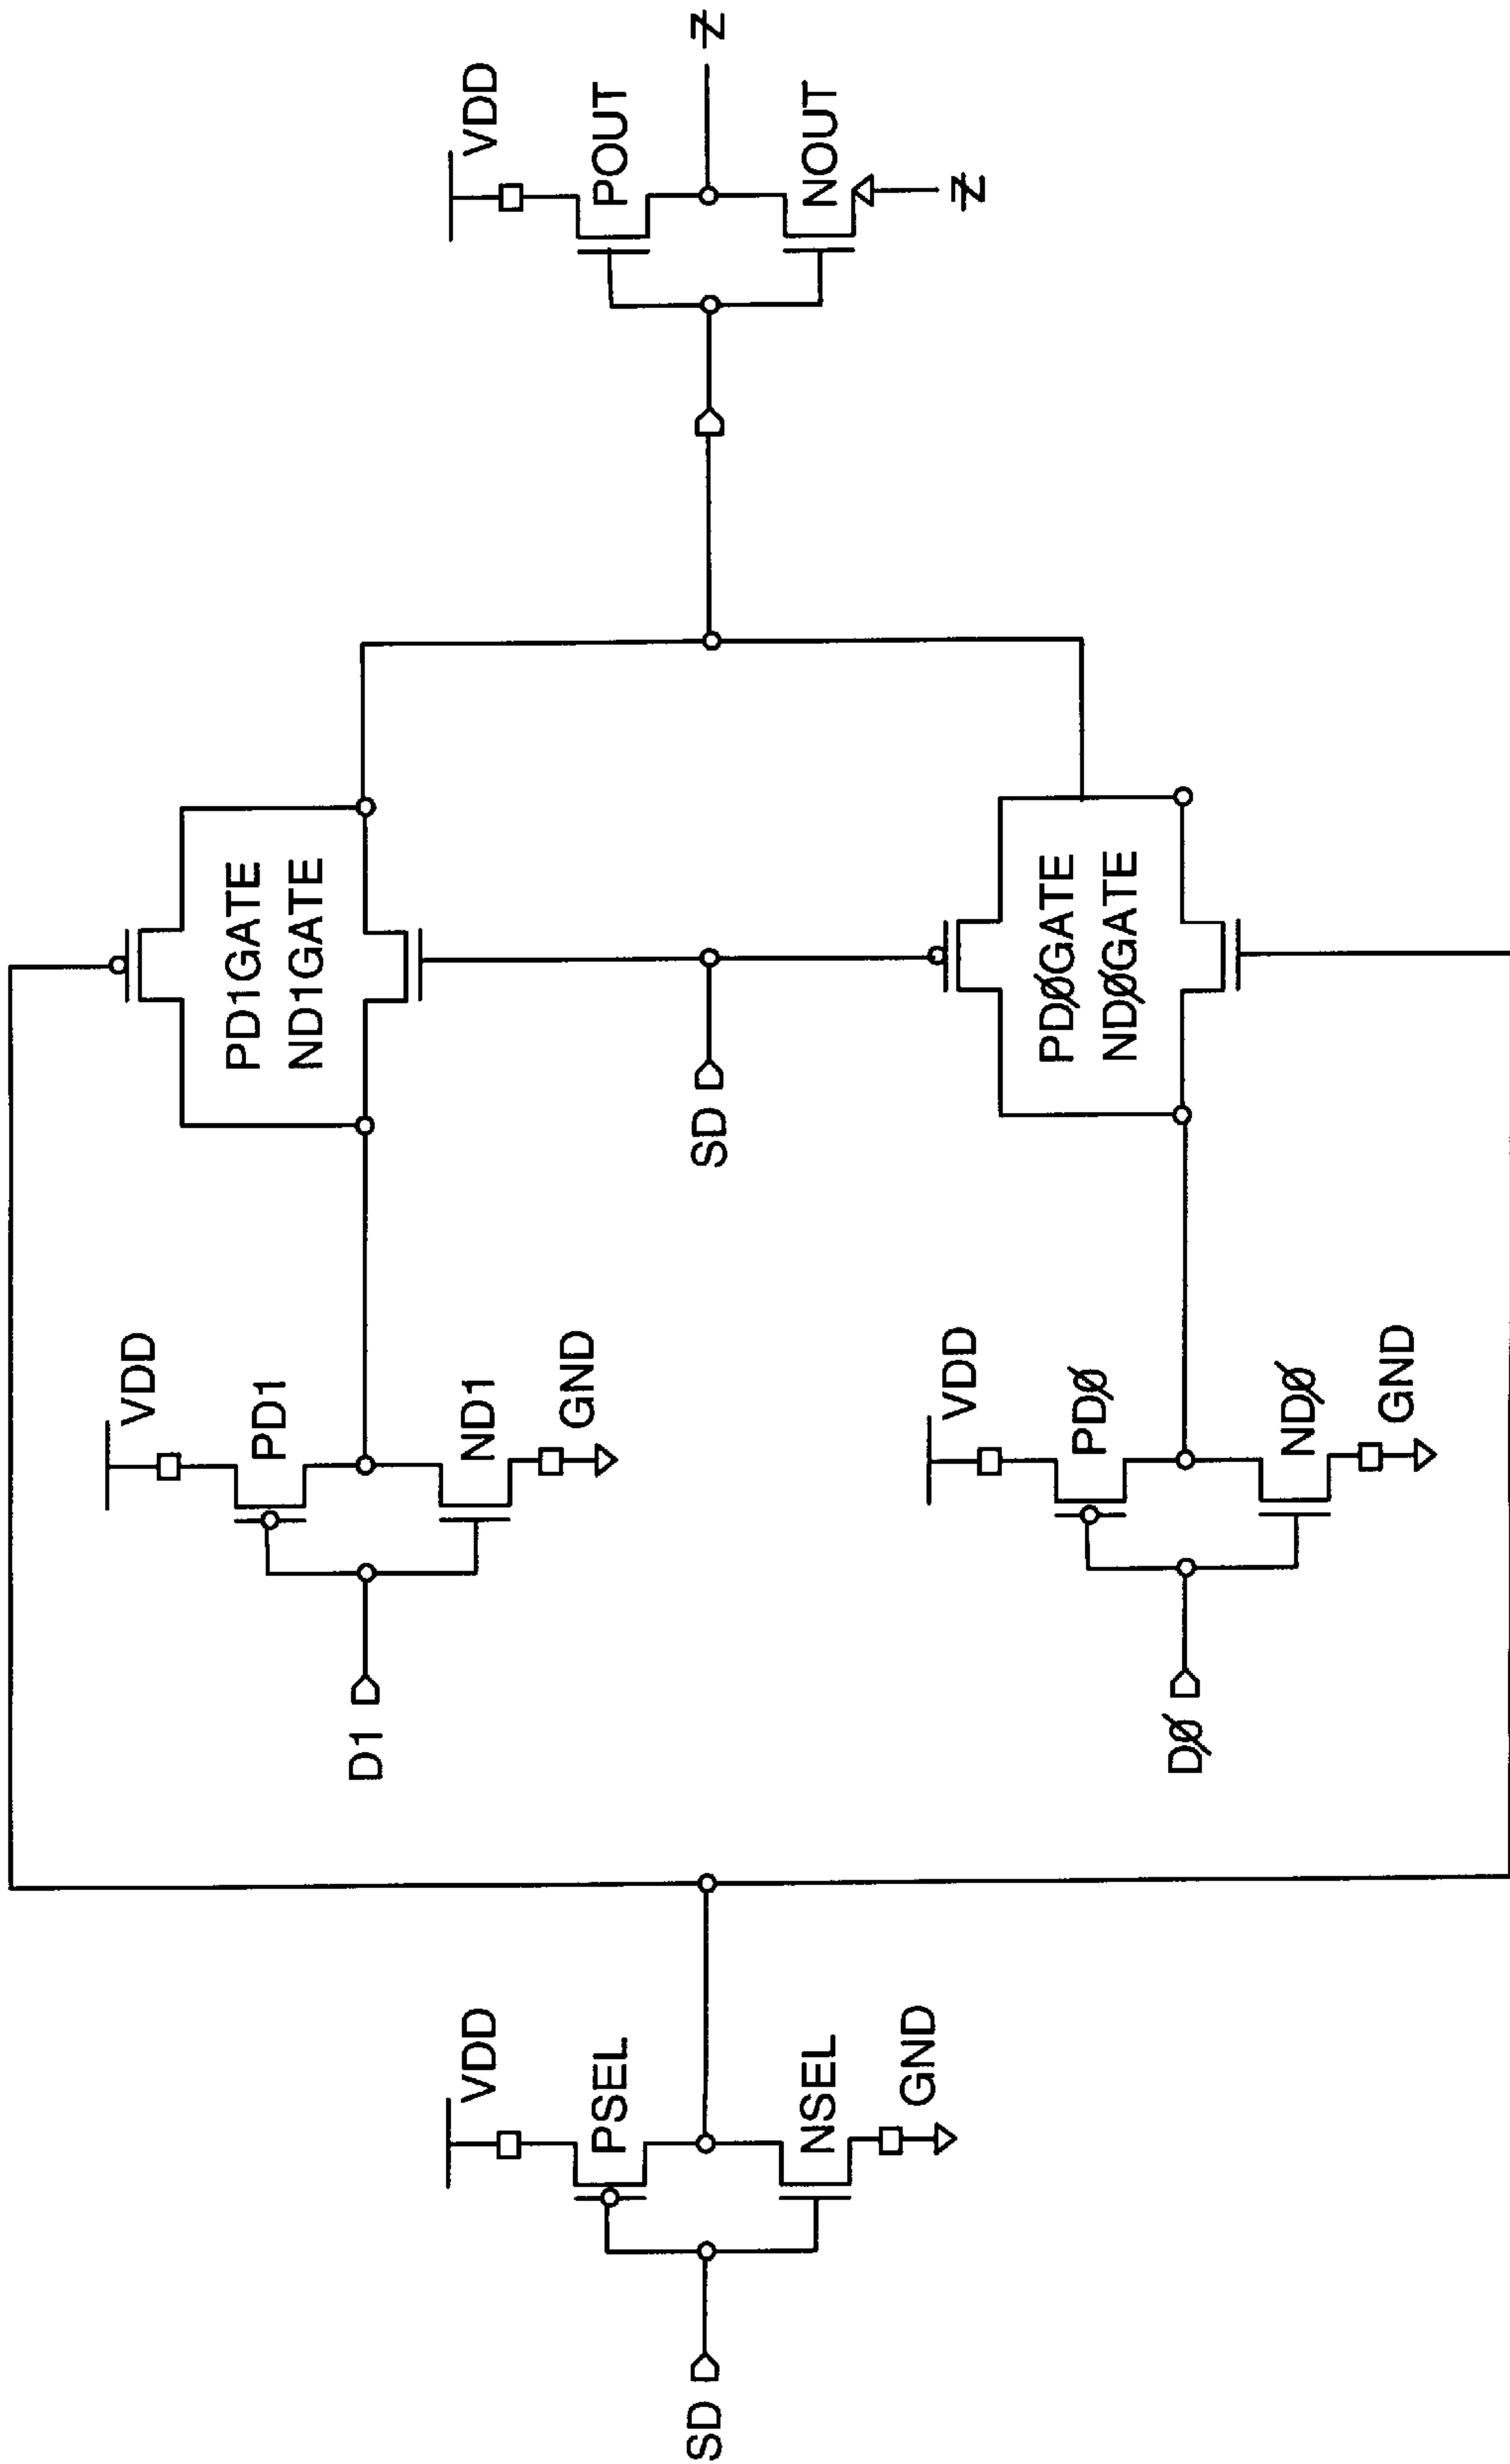 SD
VDD
PSEL
NSEL
GND
D1
VDD
PD1
ND1
GND
DØ
VDD
PDØ
NDØ
GND
PD1GATE
ND1GATE
SD
PDØGATE
NDØGATE
VDD
POUT
NOUT
Ƶ
Ƶ